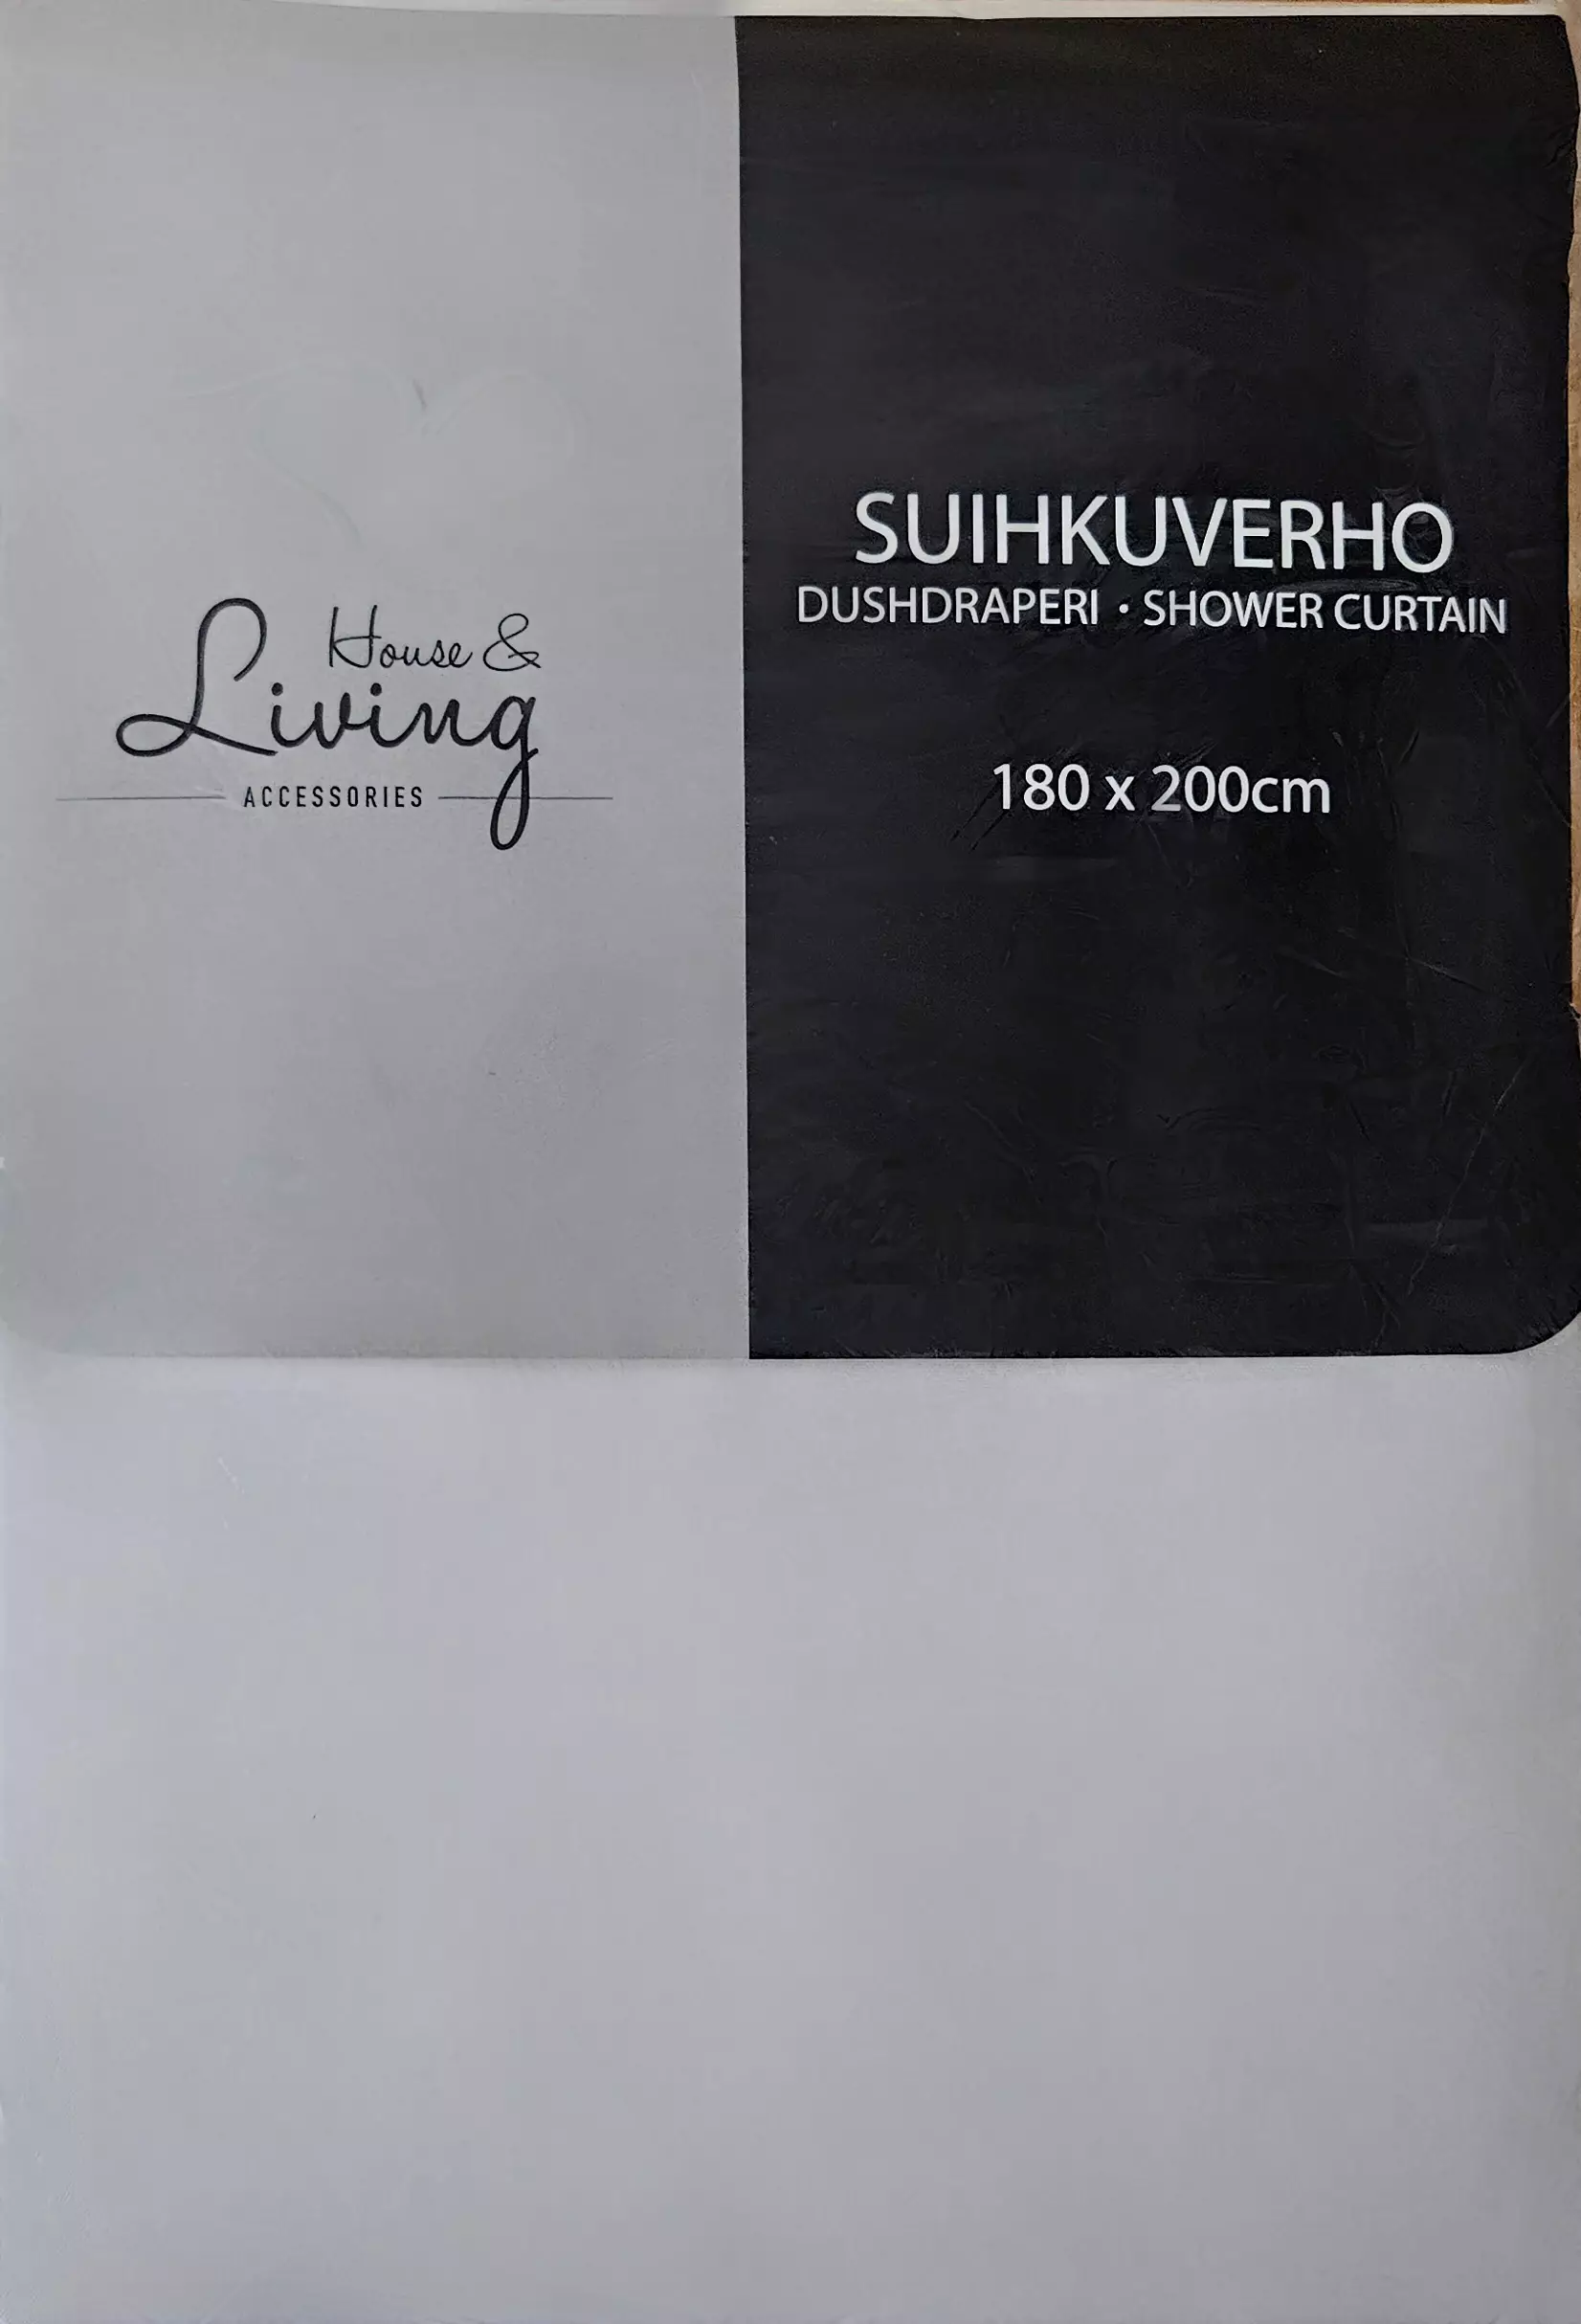 House &
Living
ACCESSORIES
SUIHKUVERHO
DUSHDRAPERI • SHOWER CURTAIN
180 x 200cm